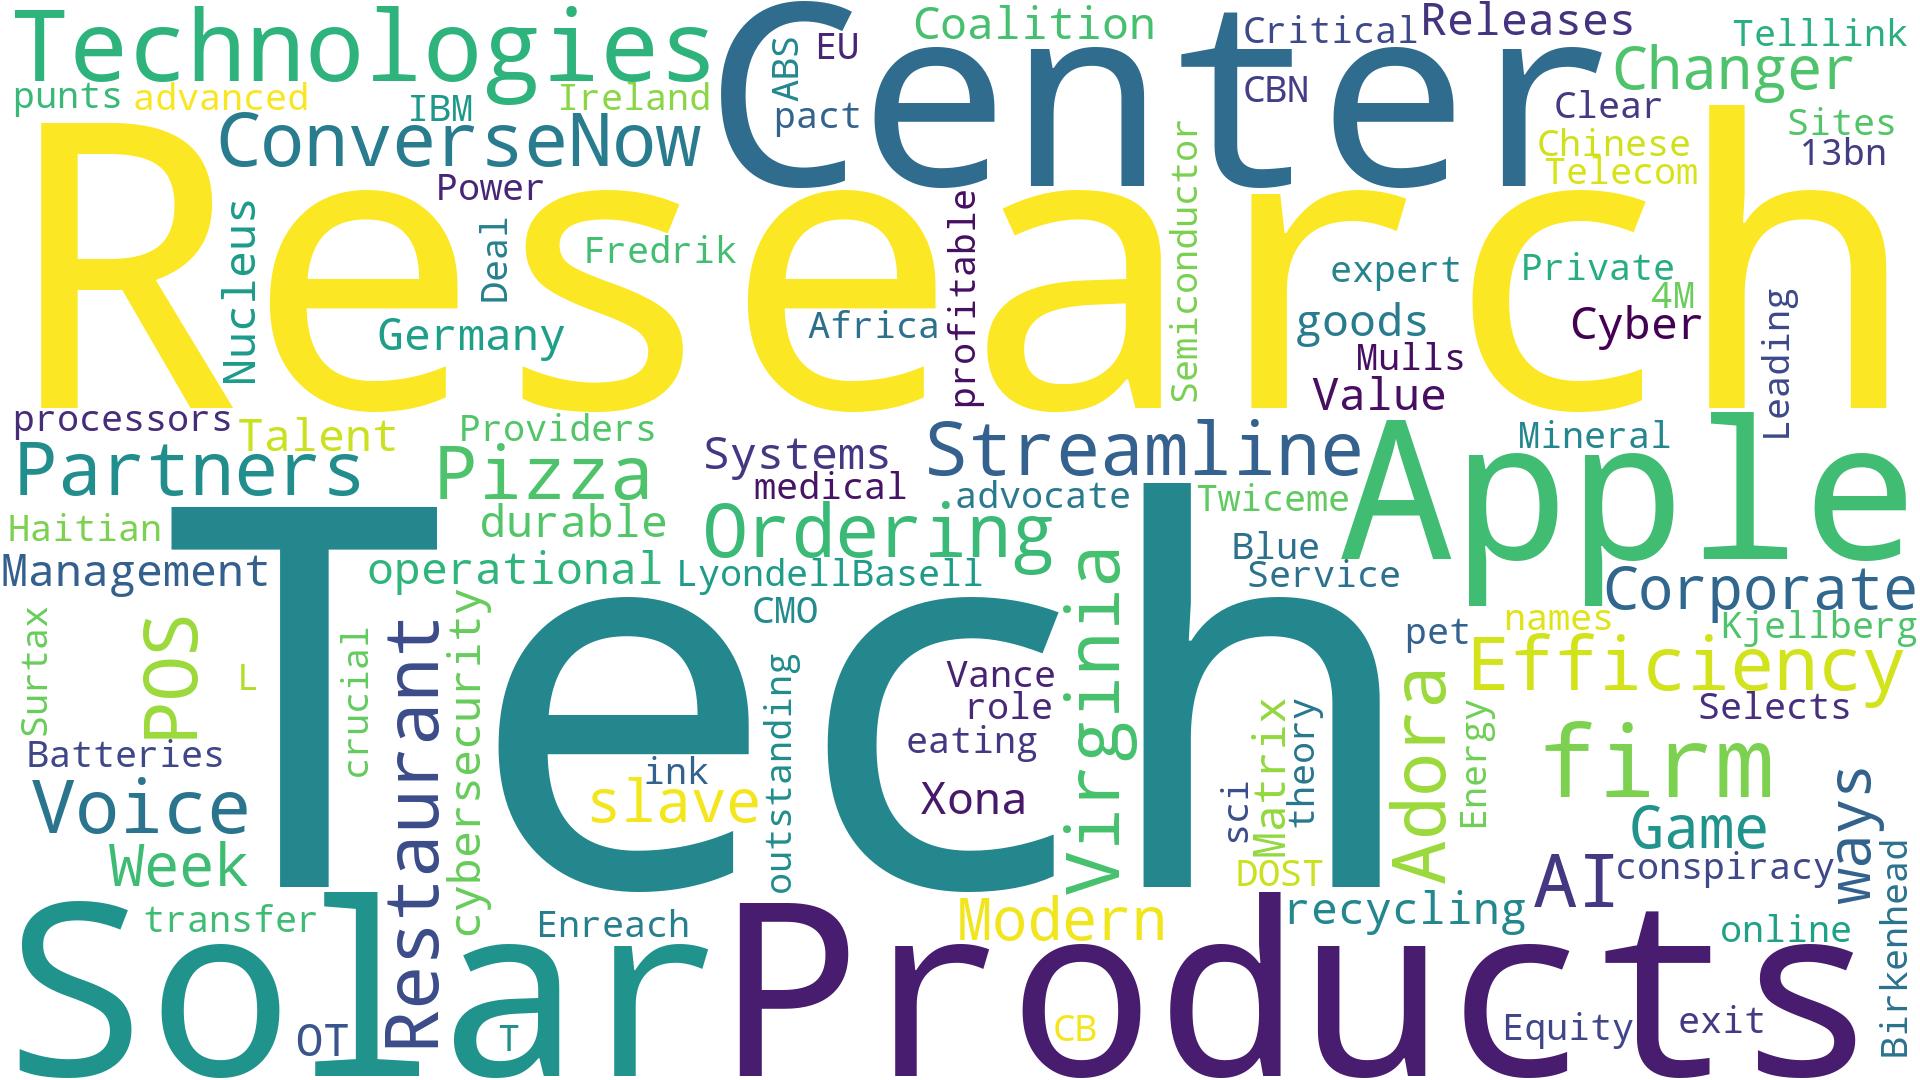 Technologies
Center
Coalition
Critical
Releases
Telllink
ABS
EU
Changer
punts
advanced
IBM
Ireland
pact
CBN
Clear
Sites
ConverseNow
Chinese
13bn
Research
Power
Telecom
Nucleus
Deal
Fredrik
profitable
Semiconductor
expert
Private
4M
Germany
Africa
goods
Cyber
Leading
Mulls
Value
processors
Talent
Providers
Systems
Streamline
Apple
Mineral
Partners
Pizza
medical
advocate
Twiceme
Haitian
durable
Ordering
Blue
Management
operational
LyondellBasell
Service
Corporate
Tech
CMO
Virginia
names
Kjellberg
Surtax
POS
L
crucial
Restaurant
cybersecurity
outstanding
Vance
role
pet
Efficiency
Adora
Energy
Selects
Batteries
eating
Matrix
theory
firm
Voice
ink
slave
Xona
sci
Game
ways
Week
DOST
AI
conspiracy
Birkenhead
Solar
transfer
Enreach
Products
Modern
recycling
online
OT
T
CB
Equity
exit